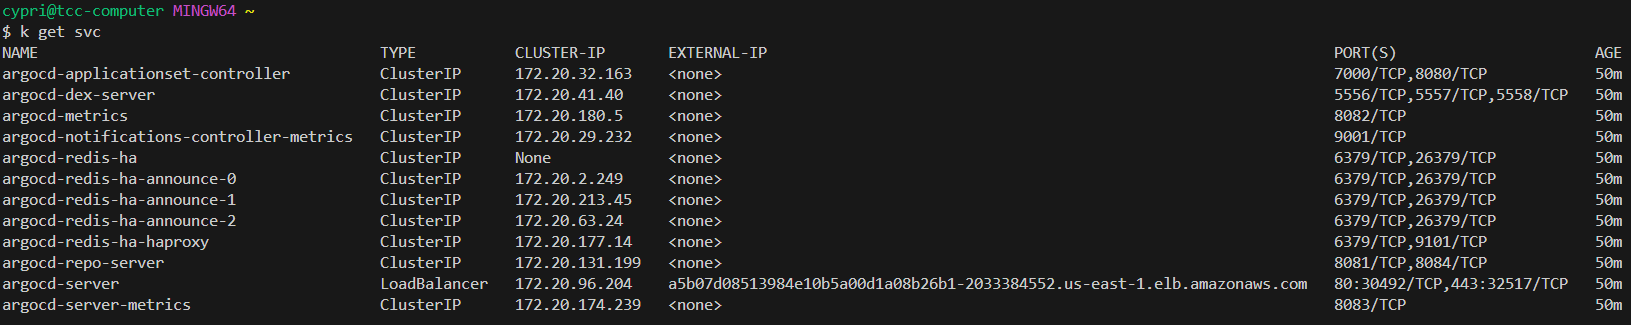 cypri@tcc-computer MINGW64 ~
$ k get svc
NAME TYPE CLUSTER-IP EXTERNAL-IP PORT(S) AGE
argocd-applicationset-controller ClusterIP 172.20.32.163 <none> 7000/TCP,8080/TCP 50m
argocd-dex-server ClusterIP 172.20.41.40 <none> 5556/TCP,5557/TCP,5558/TCP 50m
argocd-metrics ClusterIP 172.20.180.5 <none> 8082/TCP 50m
argocd-notifications-controller-metrics ClusterIP 172.20.29.232 <none> 9001/TCP 50m
argocd-redis-ha ClusterIP None <none> 6379/TCP,26379/TCP 50m
argocd-redis-ha-announce-0 ClusterIP 172.20.2.249 <none> 6379/TCP,26379/TCP 50m
argocd-redis-ha-announce-1 ClusterIP 172.20.213.45 <none> 6379/TCP,26379/TCP 50m
argocd-redis-ha-announce-2 ClusterIP 172.20.63.24 <none> 6379/TCP,26379/TCP 50m
argocd-redis-ha-haproxy ClusterIP 172.20.177.14 <none> 6379/TCP,9101/TCP 50m
argocd-repo-server ClusterIP 172.20.131.199 <none> 8081/TCP,8084/TCP 50m
argocd-server LoadBalancer 172.20.96.204 a5b07d08513984e10b5a00d1a08b26b1-2033384552.us-east-1.elb.amazonaws.com 80:30492/TCP,443:32517/TCP 50m
argocd-server-metrics ClusterIP 172.20.174.239 <none> 8083/TCP 50m